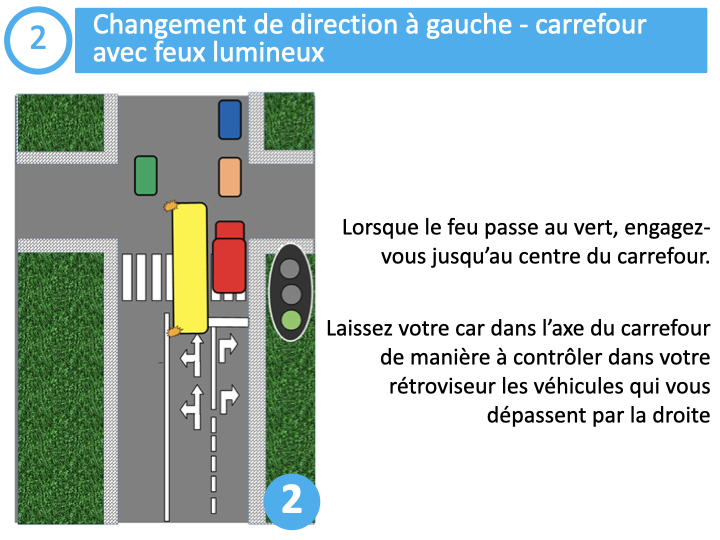 2
Changement de direction à gauche - carrefour
avec feux lumineux
Lorsque le feu passe au vert, engagez-
vous jusqu’au centre du carrefour.
Laissez votre car dans l’axe du carrefour
de manière à contrôler dans votre
rétroviseur les véhicules qui vous
dépassent par la droite
2